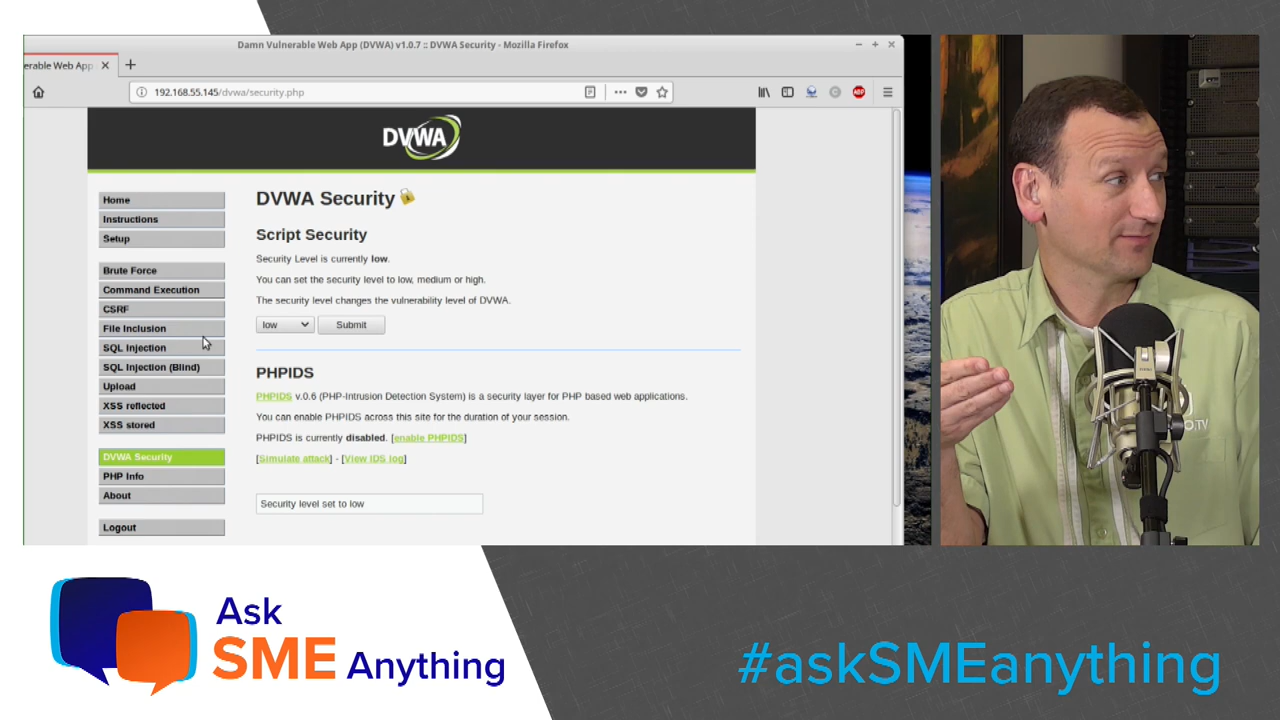 Damn Vulnerable Web App (DVWA) v1.0.7 :: DVWA Security - Mozilla Firefox
erable Web App
192.168.55.145/dvwa/security.php
ABP
DVWA
Home
Instructions
Setup
Brute Force
Command Execution
CSRF
File Inclusion
SQL Injection
SQL Injection (Blind)
Upload
XSS reflected
XSS stored
DVWA Security
PHP Info
About
Logout
DVWA Security
Script Security
Security Level is currently low.
You can set the security level to low, medium or high.
The security level changes the vulnerability level of DVWA.
low Submit
PHPIDS
PHPIDS v.0.6 (PHP-Intrusion Detection System) is a security layer for PHP based web applications.
You can enable PHPIDS across this site for the duration of your session.
PHPIDS is currently disabled. [enable PHPIDS]
[Simulate attack] - [View IDS log]
Security level set to low
O.TV
Ask
SME Anything
#askSMEanything